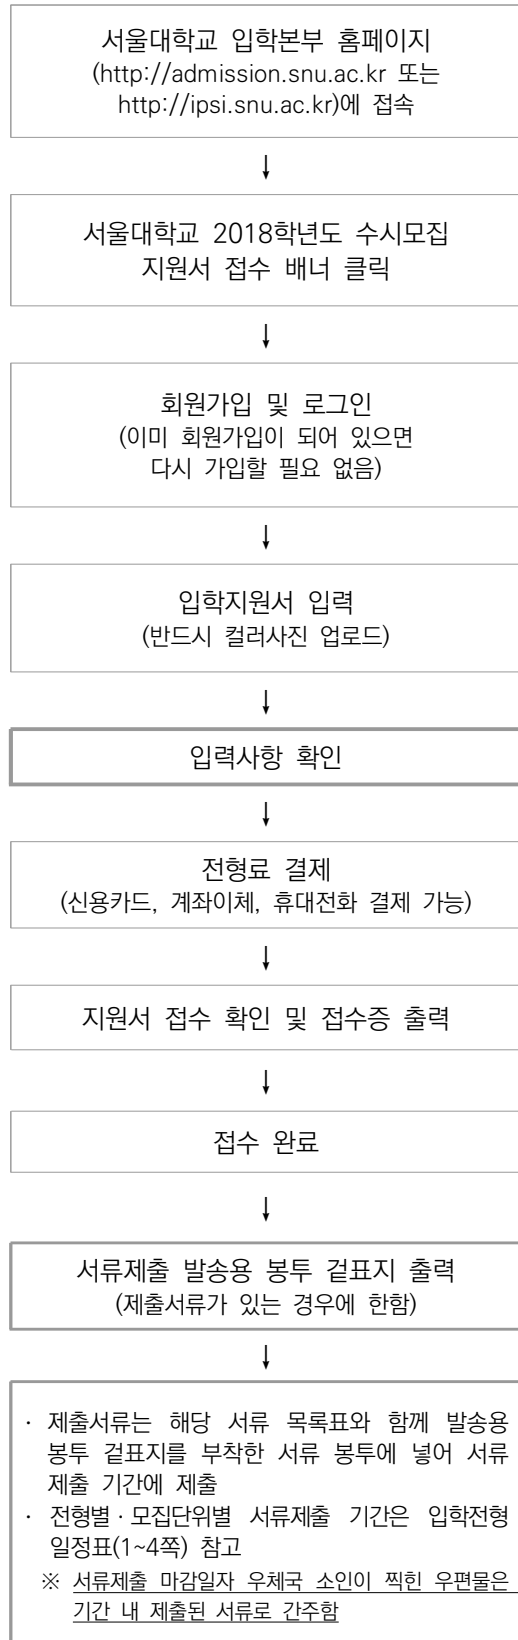 서울대학교 입학본부 홈페이지
(http://admission.snu.ac.kr 또는
http://ipsi.snu.ac.kr)에 접속
↓
서울대학교 2018학년도 수시모집
지원서 접수 배너 클릭
↓
회원가입 및 로그인
(이미 회원가입이 되어 있으면
다시 가입할 필요 없음)
↓
입학지원서 입력
(반드시 컬러사진 업로드)
↓
입력사항 확인
↓
전형료 결제
(신용카드, 계좌이체, 휴대전화 결제 가능)
↓
지원서 접수 확인 및 접수증 출력
↓
접수 완료
↓
서류제출 발송용 봉투 겉표지 출력
(제출서류가 있는 경우에 한함)
↓
· 제출서류는 해당 서류 목록표와 함께 발송용
봉투 겉표지를 부착한 서류 봉투에 넣어 서류
제출 기간에 제출
· 전형별 · 모집단위별 서류제출 기간은 입학전형
일정표(1~4쪽) 참고
※ 서류제출 마감일자 우체국 소인이 찍힌 우편물은
기간 내 제출된 서류로 간주함